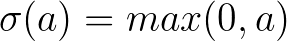 σ(a) = max(0, a)